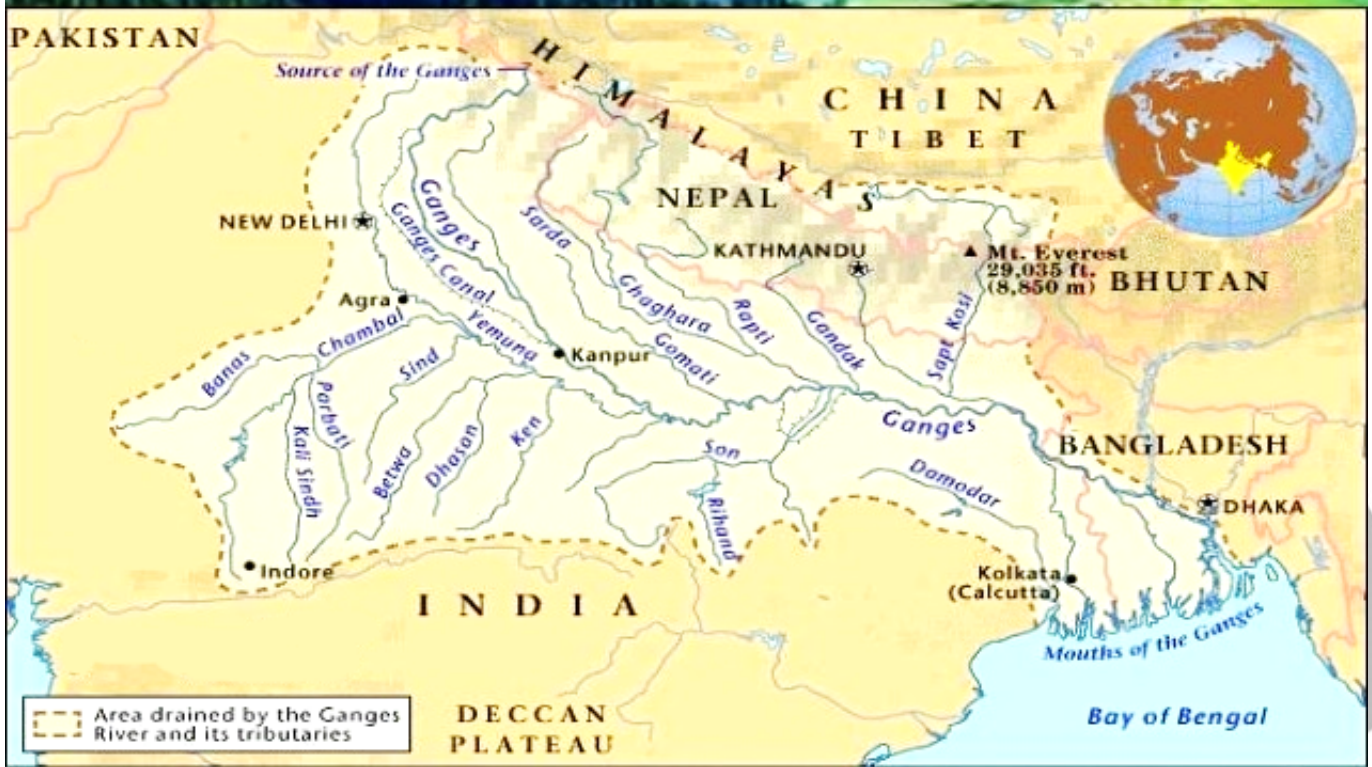 PAKISTAN
Source of the Ganges
HIMALAYAS
CHINA
TIBET
NEPAL
NEW DELHI
Ganges
Ganges Canal
Sarda
KATHMANDU
Mt. Everest
29,035 ft.
(8,850 m)
BHUTAN
Agra
Chambal
Yemuna
Ghaghara
Rapti
Gandak
Sapt Kosi
Banas
Sind
Kanpur
Gomati
Parbati
Kali Sindh
Betwa
Dhasan
Ken
Son
Ganges
BANGLADESH
Rihand
Damodar
DHAKA
Indore
Kolkata
(Calcutta)
INDIA
Mouths of the Ganges
Area drained by the Ganges
River and its tributaries
DECCAN
PLATEAU
Bay of Bengal